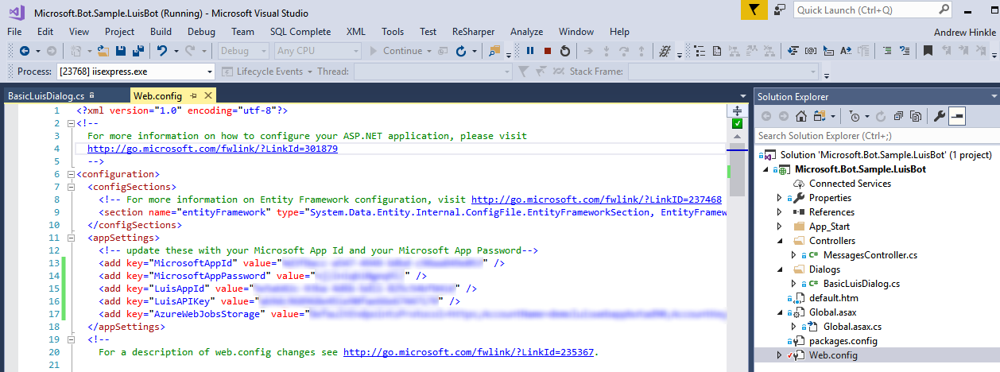 Microsoft.Bot.Sample.LuisBot (Running) - Microsoft Visual Studio
Quick Launch (Ctrl+Q)
File Edit View Project Build Debug Team SQL Complete XML Tools Test ReSharper Analyze Window Help
Andrew Hinkle
Debug Any CPU Continue
Process: [23768] iisexpress.exe Lifecycle Events Thread: Stack Frame:
BasicLuisDialog.cs Web.config
1 <?xml version="1.0" encoding="utf-8"?>
2 <!--
3 For more information on how to configure your ASP.NET application, please visit
4 http://go.microsoft.com/fwlink/?LinkId=301879
5 -->
6 <configuration>
7 <configSections>
8 <!-- For more information on Entity Framework configuration, visit http://go.microsoft.com/fwlink/?LinkID=237468
9 <section name="entityFramework" type="System.Data.Entity.Internal.ConfigFile.EntityFrameworkSection, EntityFramew
10 </configSections>
11 <appSettings>
12 <!-- update these with your Microsoft App Id and your Microsoft App Password-->
13 <add key="MicrosoftAppId" value=" " />
14 <add key="MicrosoftAppPassword" value=" " />
15 <add key="LuisAppId" value=" " />
16 <add key="LuisAPIKey" value=" " />
17 <add key="AzureWebJobsStorage" value="
18 </appSettings>
19 <!--
20 For a description of web.config changes see http://go.microsoft.com/fwlink/?LinkId=235367.
21
Solution Explorer
Search Solution Explorer (Ctrl+;)
Solution 'Microsoft.Bot.Sample.LuisBot' (1 project)
Microsoft.Bot.Sample.LuisBot
Connected Services
Properties
References
App_Start
Controllers
C# MessagesController.cs
Dialogs
C# BasicLuisDialog.cs
default.htm
Global.asax
Global.asax.cs
packages.config
Web.config